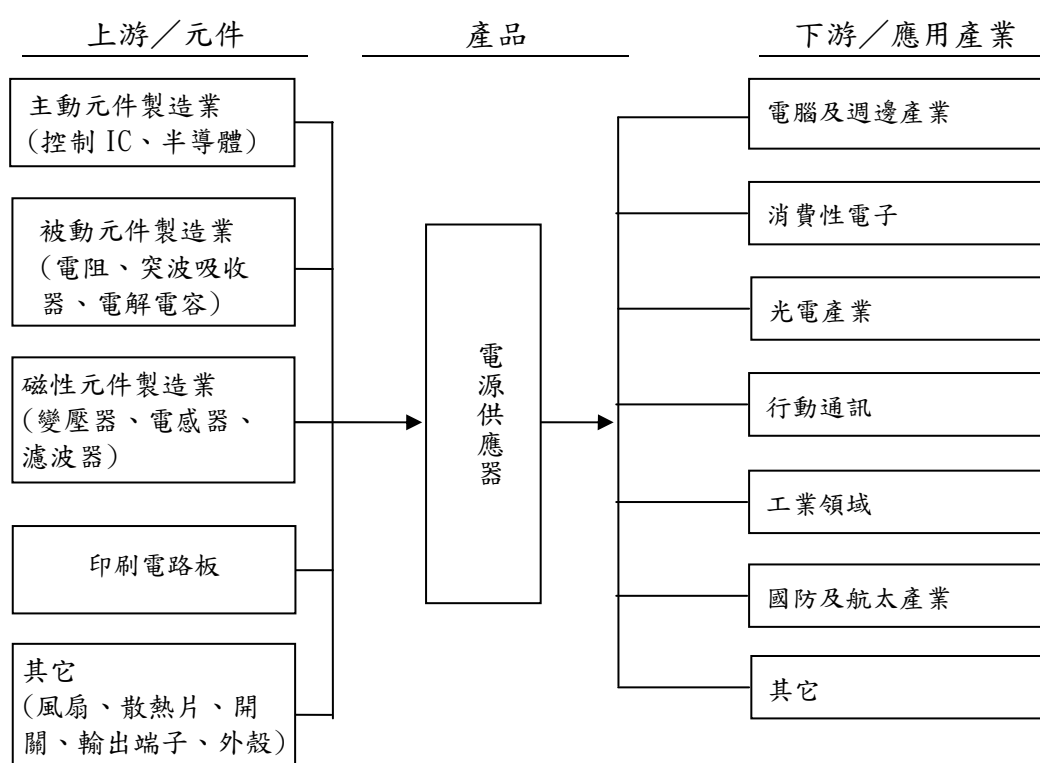 上游／元件
主動元件製造業
(控制 IC、半導體)
被動元件製造業
(電阻、突波吸收
器、電解電容)
磁性元件製造業
(變壓器、電感器、
濾波器)
印刷電路板
其它
(風扇、散熱片、開
關、輸出端子、外殼)
產品
電源供應器
下游／應用產業
電腦及週邊產業
消費性電子
光電產業
行動通訊
工業領域
國防及航太產業
其它